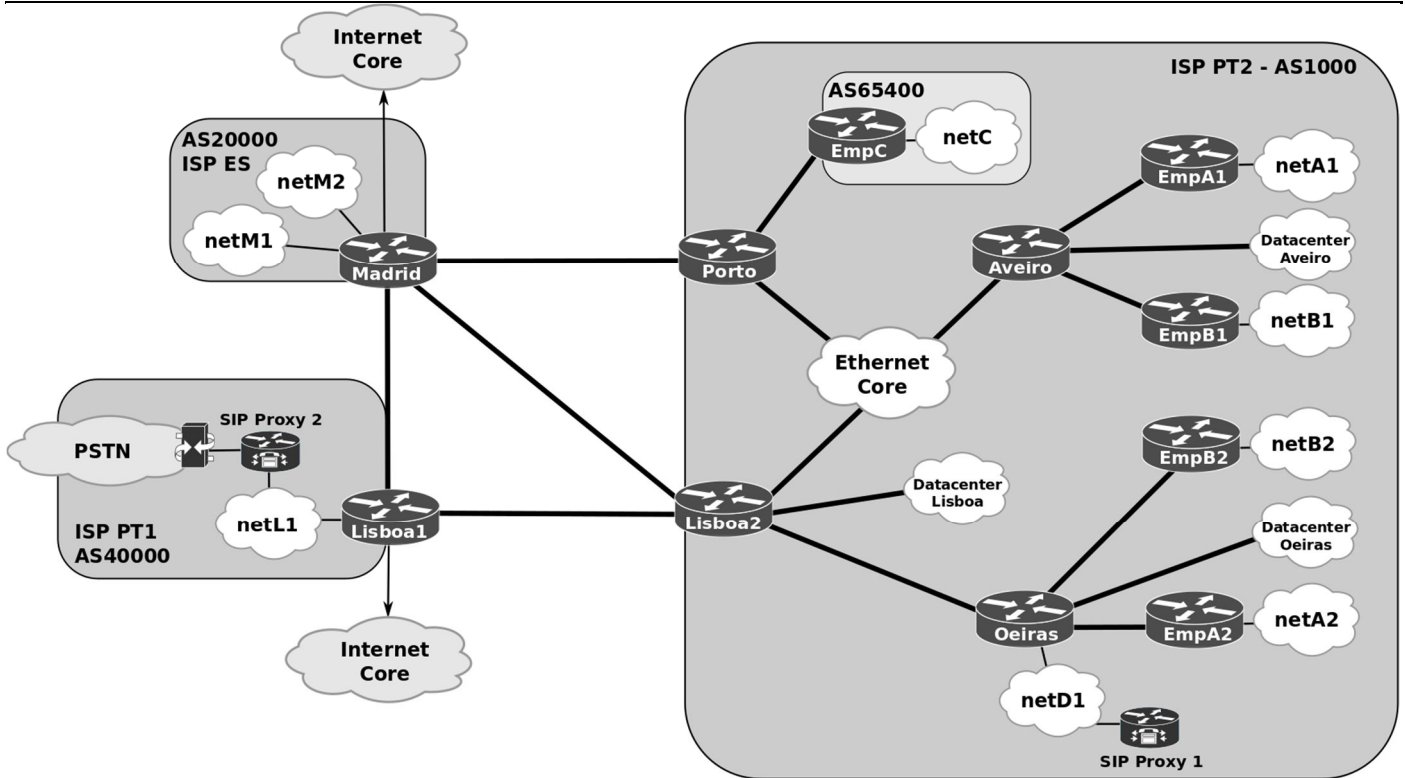 Internet
Core
ISP PT2 - AS1000
AS65400
EmpC
netC
AS20000
ISP ES
netM2
netM1
Madrid
Porto
EmpA1
netA1
Aveiro
Datacenter
Aveiro
EmpB1
netB1
Ethernet
Core
SIP Proxy 2
PSTN
netL1
ISP PT1
AS40000
Lisboa1
Lisboa2
Datacenter
Lisboa
EmpB2
netB2
Datacenter
Oeiras
Oeiras
EmpA2
netA2
Internet
Core
netD1
SIP Proxy 1